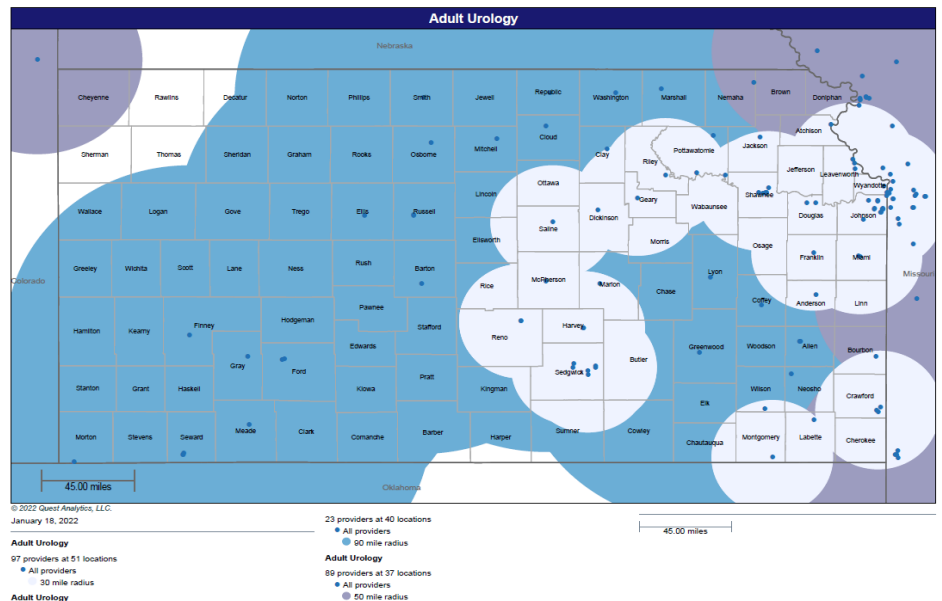 Adult Urology
Nebraska
Cheyenne Rawlins Decatur Norton Phillips Smith Jewell Republic Washington Marshall Nemaha Brown Doniphan
Atchison
Sherman Thomas Sheridan Graham Rooks Osborne Mitchell Cloud Clay Riley Pottawatomie Jackson
Jefferson Leavenworth
Wyandotte
Ottawa
Lincoln
Wallace Logan Gove Trego Ellis Russell Dickinson Geary Wabaunsee Shawnee Douglas Johnson
Saline
Ellsworth Morris Osage
Franklin Miami
Greeley Wichita Scott Lane Ness Rush Barton Rice McPherson Marion Chase Lyon
Colorado
Missouri
Coffey Anderson Linn
Pawnee
Hamilton Kearny Finney Hodgeman Stafford Reno Harvey
Edwards Butler Greenwood Woodson Allen Bourbon
Gray Ford Sedgwick
Stanton Grant Haskell Kiowa Pratt Kingman Elk Wilson Neosho Crawford
Morton Stevens Seward Meade Clark Comanche Barber Harper Sumner Cowley Chautauqua Montgomery Labette Cherokee
45.00 miles
Oklahoma
© 2022 Quest Analytics, LLC.
January 18, 2022
Adult Urology
97 providers at 51 locations
All providers
30 mile radius
Adult Urology
23 providers at 40 locations
All providers
90 mile radius
Adult Urology
89 providers at 37 locations
All providers
50 mile radius
45.00 miles